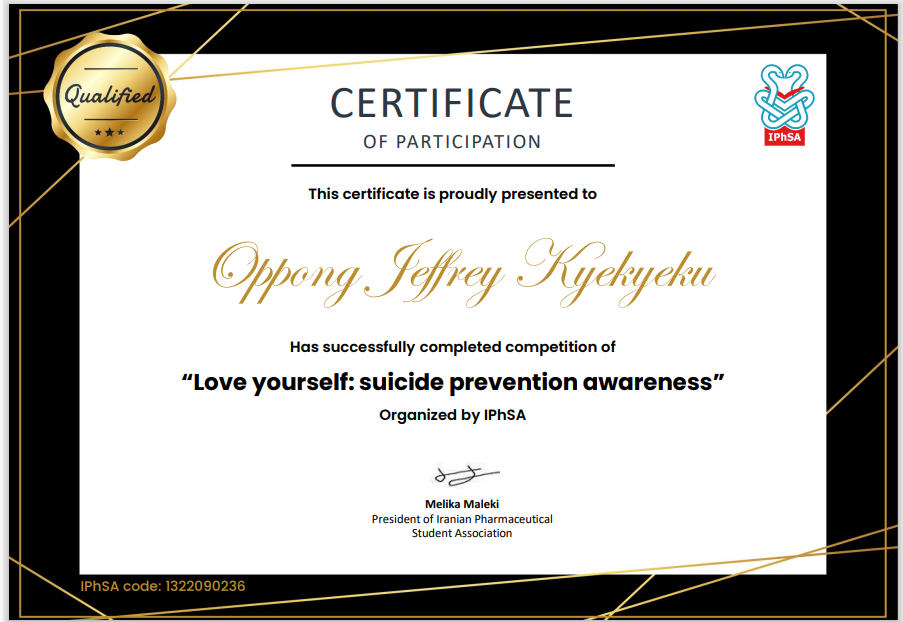 Qualified
CERTIFICATE
OF PARTICIPATION
IPhSA
This certificate is proudly presented to
Oppong Jeffrey Kyekyeku
Has successfully completed competition of
“Love yourself: suicide prevention awareness”
Organized by IPhSA
Melika Maleki
President of Iranian Pharmaceutical
Student Association
IPhSA code: 1322090236